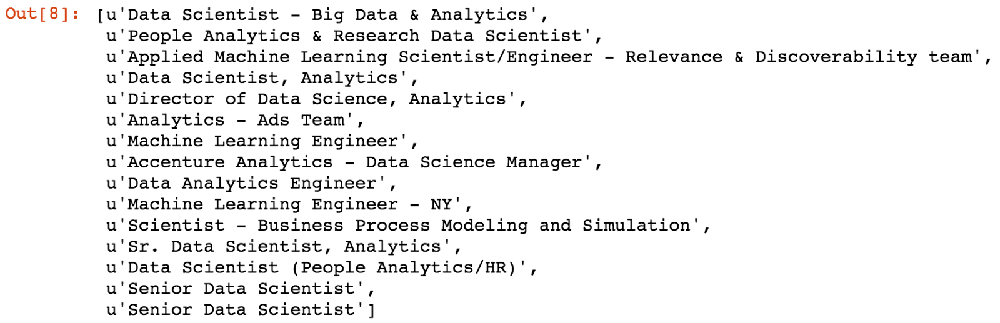 Out[8]: [u'Data Scientist - Big Data & Analytics',
u'People Analytics & Research Data Scientist',
u'Applied Machine Learning Scientist/Engineer - Relevance & Discoverability team',
u'Data Scientist, Analytics',
u'Director of Data Science, Analytics',
u'Analytics - Ads Team',
u'Machine Learning Engineer',
u'Accenture Analytics - Data Science Manager',
u'Data Analytics Engineer',
u'Machine Learning Engineer - NY',
u'Scientist - Business Process Modeling and Simulation',
u'Sr. Data Scientist, Analytics',
u'Data Scientist (People Analytics/HR)',
u'Senior Data Scientist',
u'Senior Data Scientist']